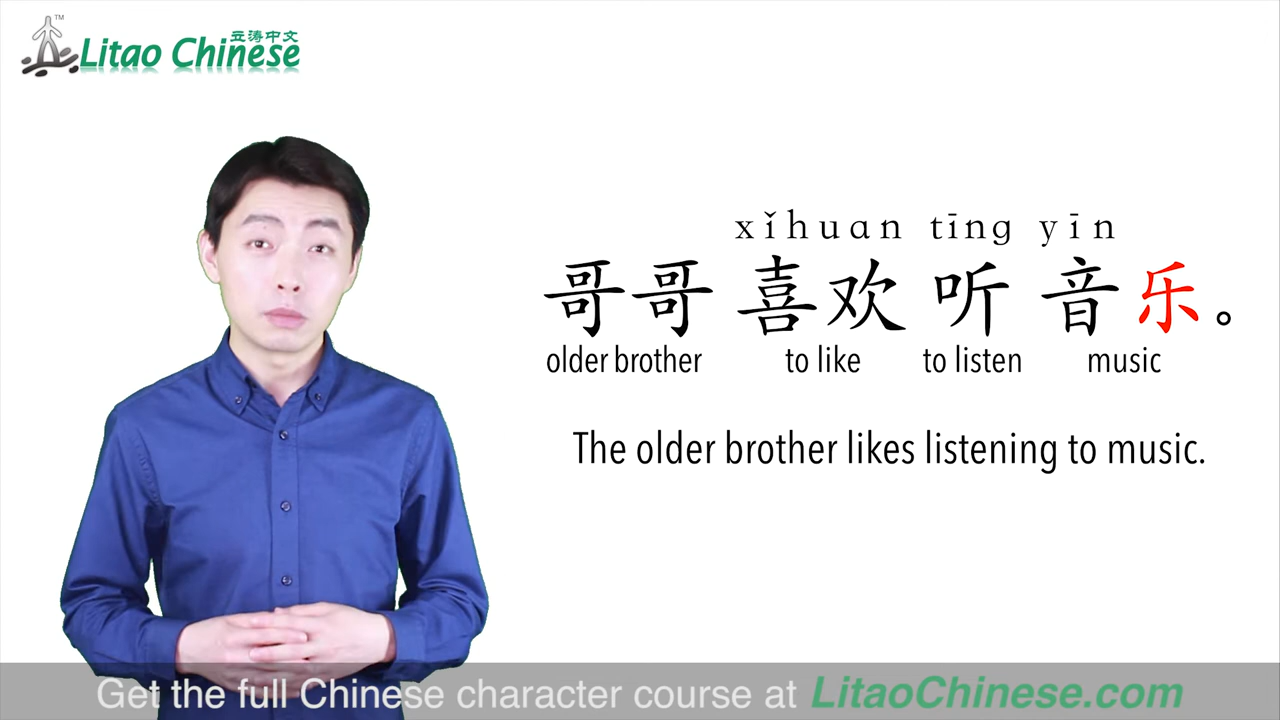 立涛中文
Litao Chinese
xǐhuɑn tīng yīn
哥哥 喜欢 听 音乐。
older brother to like to listen music
The older brother likes listening to music.
Get the full Chinese character course at LitaoChinese.com